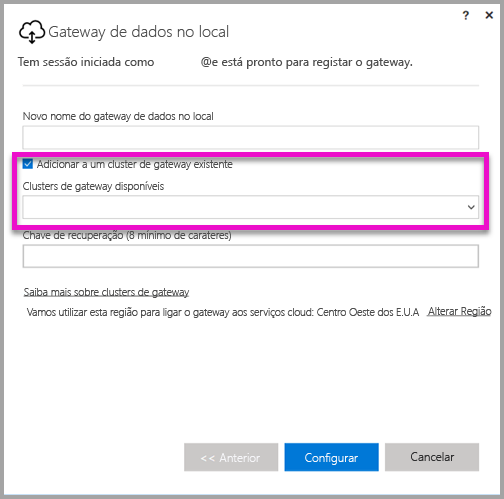 ? ×
Gateway de dados no local
Tem sessão iniciada como @e está pronto para registar o gateway.
Novo nome do gateway de dados no local
Adicionar a um cluster de gateway existente
Clusters de gateway disponíveis
Chave de recuperação (8 mínimo de carateres)
Saiba mais sobre clusters de gateway
Vamos utilizar esta região para ligar o gateway aos serviços cloud: Centro Oeste dos E.U.A Alterar Região
<< Anterior Configurar Cancelar